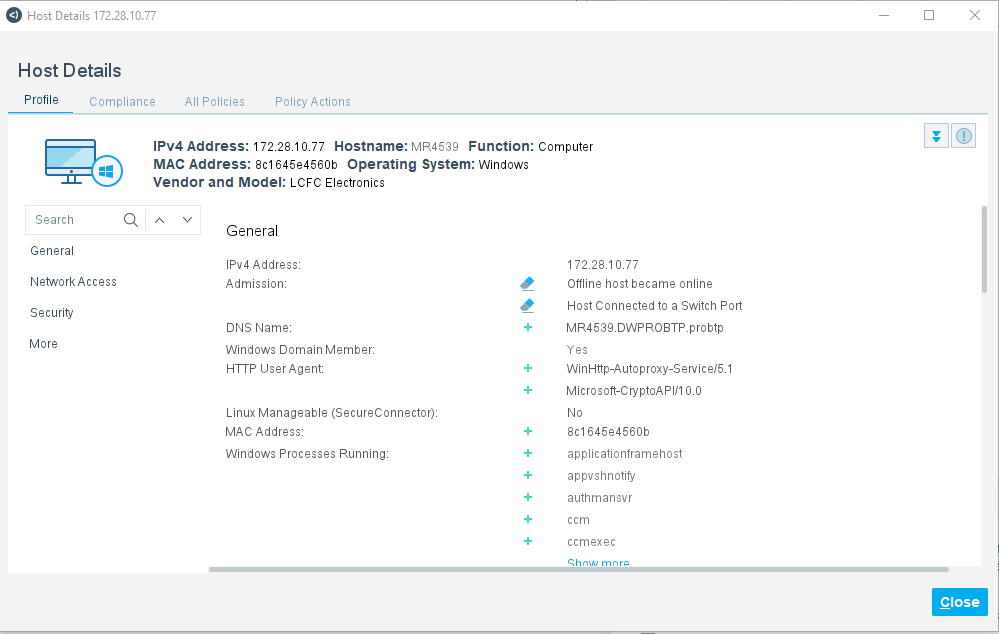 Host Details 172.28.10.77
Host Details
Profile Compliance All Policies Policy Actions
IPv4 Address: 172.28.10.77 Hostname: MR4539 Function: Computer
MAC Address: 8c1645e4560b Operating System: Windows
Vendor and Model: LCFC Electronics
Search
General
Network Access
Security
More
General
IPv4 Address: 172.28.10.77
Admission: Offline host became online
Host Connected to a Switch Port
DNS Name: + MR4539.DWPROBTP.probtp
Windows Domain Member: Yes
HTTP User Agent: + WinHttp-Autoproxy-Service/5.1
+ Microsoft-CryptoAPI/10.0
Linux Manageable (SecureConnector): No
MAC Address: + 8c1645e4560b
Windows Processes Running: + applicationframehost
+ appvshnotify
+ authmansvr
+ ccm
+ ccmexec
Show more
Close